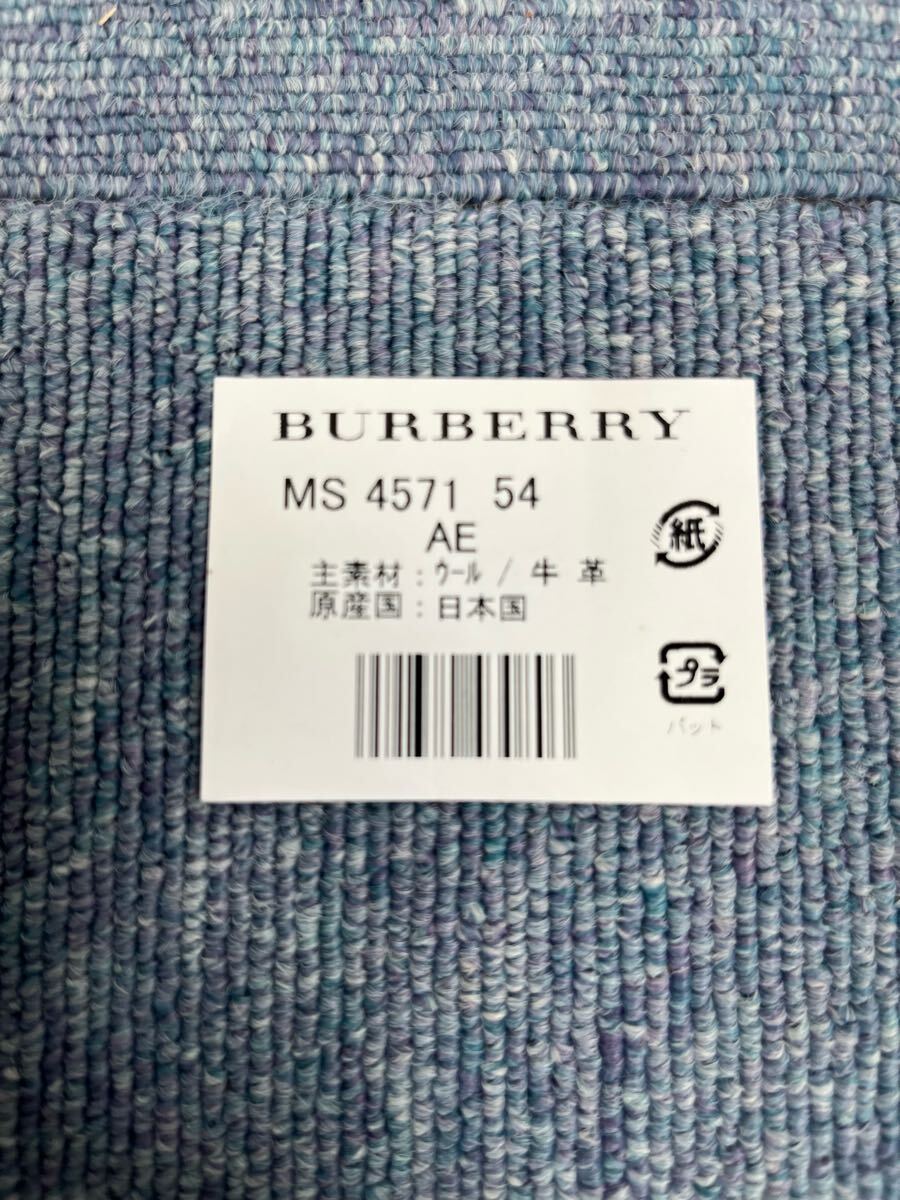 BURBERRY
MS 4571 54
AE
主素材：ｳｰﾙ / 牛 革
原産国：日本国
紙
プラ
パット